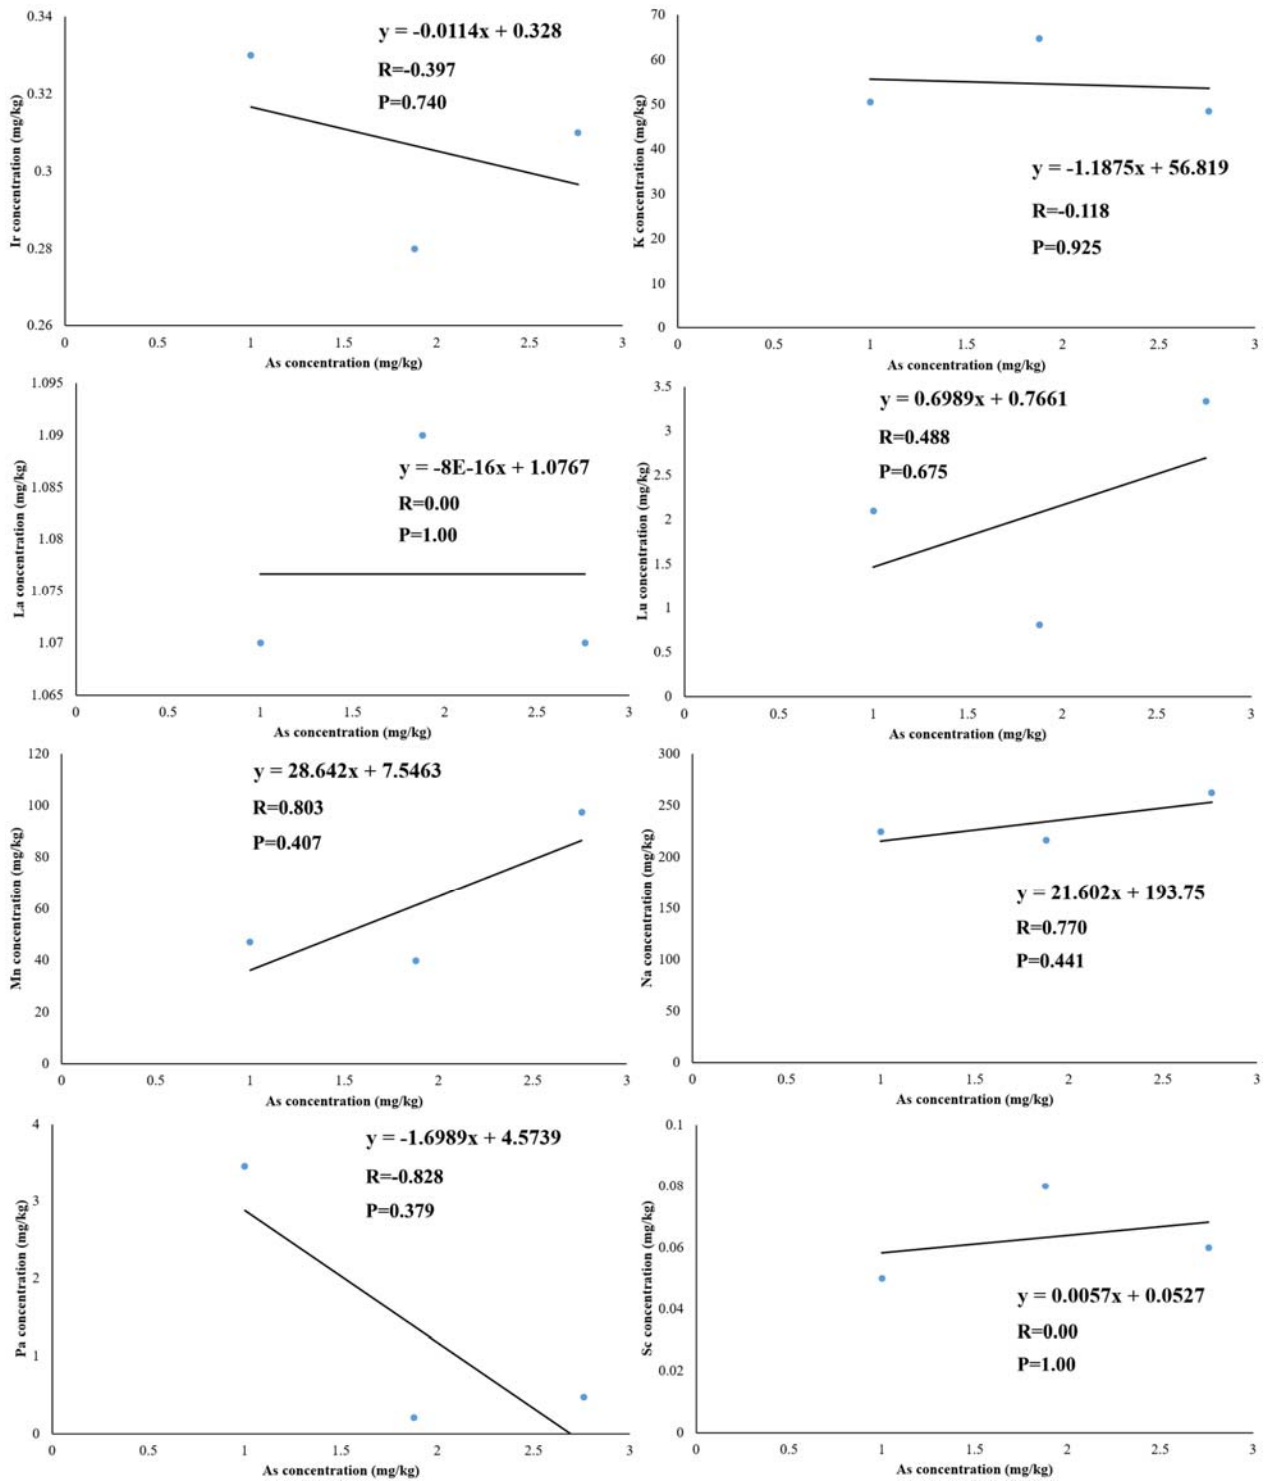 0.34
0.32
0.3
0.28
0.26
0
0.5
1
1.5
2
2.5
3
Ir concentration (mg/kg)
As concentration (mg/kg)
y = -0.0114x + 0.328
R=-0.397
P=0.740
70
60
50
40
30
20
10
0
0
0.5
1
1.5
2
2.5
3
K concentration (mg/kg)
As concentration (mg/kg)
y = -1.1875x + 56.819
R=-0.118
P=0.925
1.095
1.09
1.085
1.08
1.075
1.07
1.065
0
0.5
1
1.5
2
2.5
3
La concentration (mg/kg)
As concentration (mg/kg)
y = -8E-16x + 1.0767
R=0.00
P=1.00
3.5
3
2.5
2
1.5
1
0.5
0
0
0.5
1
1.5
2
2.5
3
Lu concentration (mg/kg)
As concentration (mg/kg)
y = 0.6989x + 0.7661
R=0.488
P=0.675
120
100
80
60
40
20
0
0
0.5
1
1.5
2
2.5
3
Mn concentration (mg/kg)
As concentration (mg/kg)
y = 28.642x + 7.5463
R=0.803
P=0.407
300
250
200
150
100
50
0
0
0.5
1
1.5
2
2.5
3
Na concentration (mg/kg)
As concentration (mg/kg)
y = 21.602x + 193.75
R=0.770
P=0.441
4
3
2
1
0
0
0.5
1
1.5
2
2.5
3
Pa concentration (mg/kg)
As concentration (mg/kg)
y = -1.6989x + 4.5739
R=-0.828
P=0.379
0.1
0.08
0.06
0.04
0.02
0
0
0.5
1
1.5
2
2.5
3
Sc concentration (mg/kg)
As concentration (mg/kg)
y = 0.0057x + 0.0527
R=0.00
P=1.00